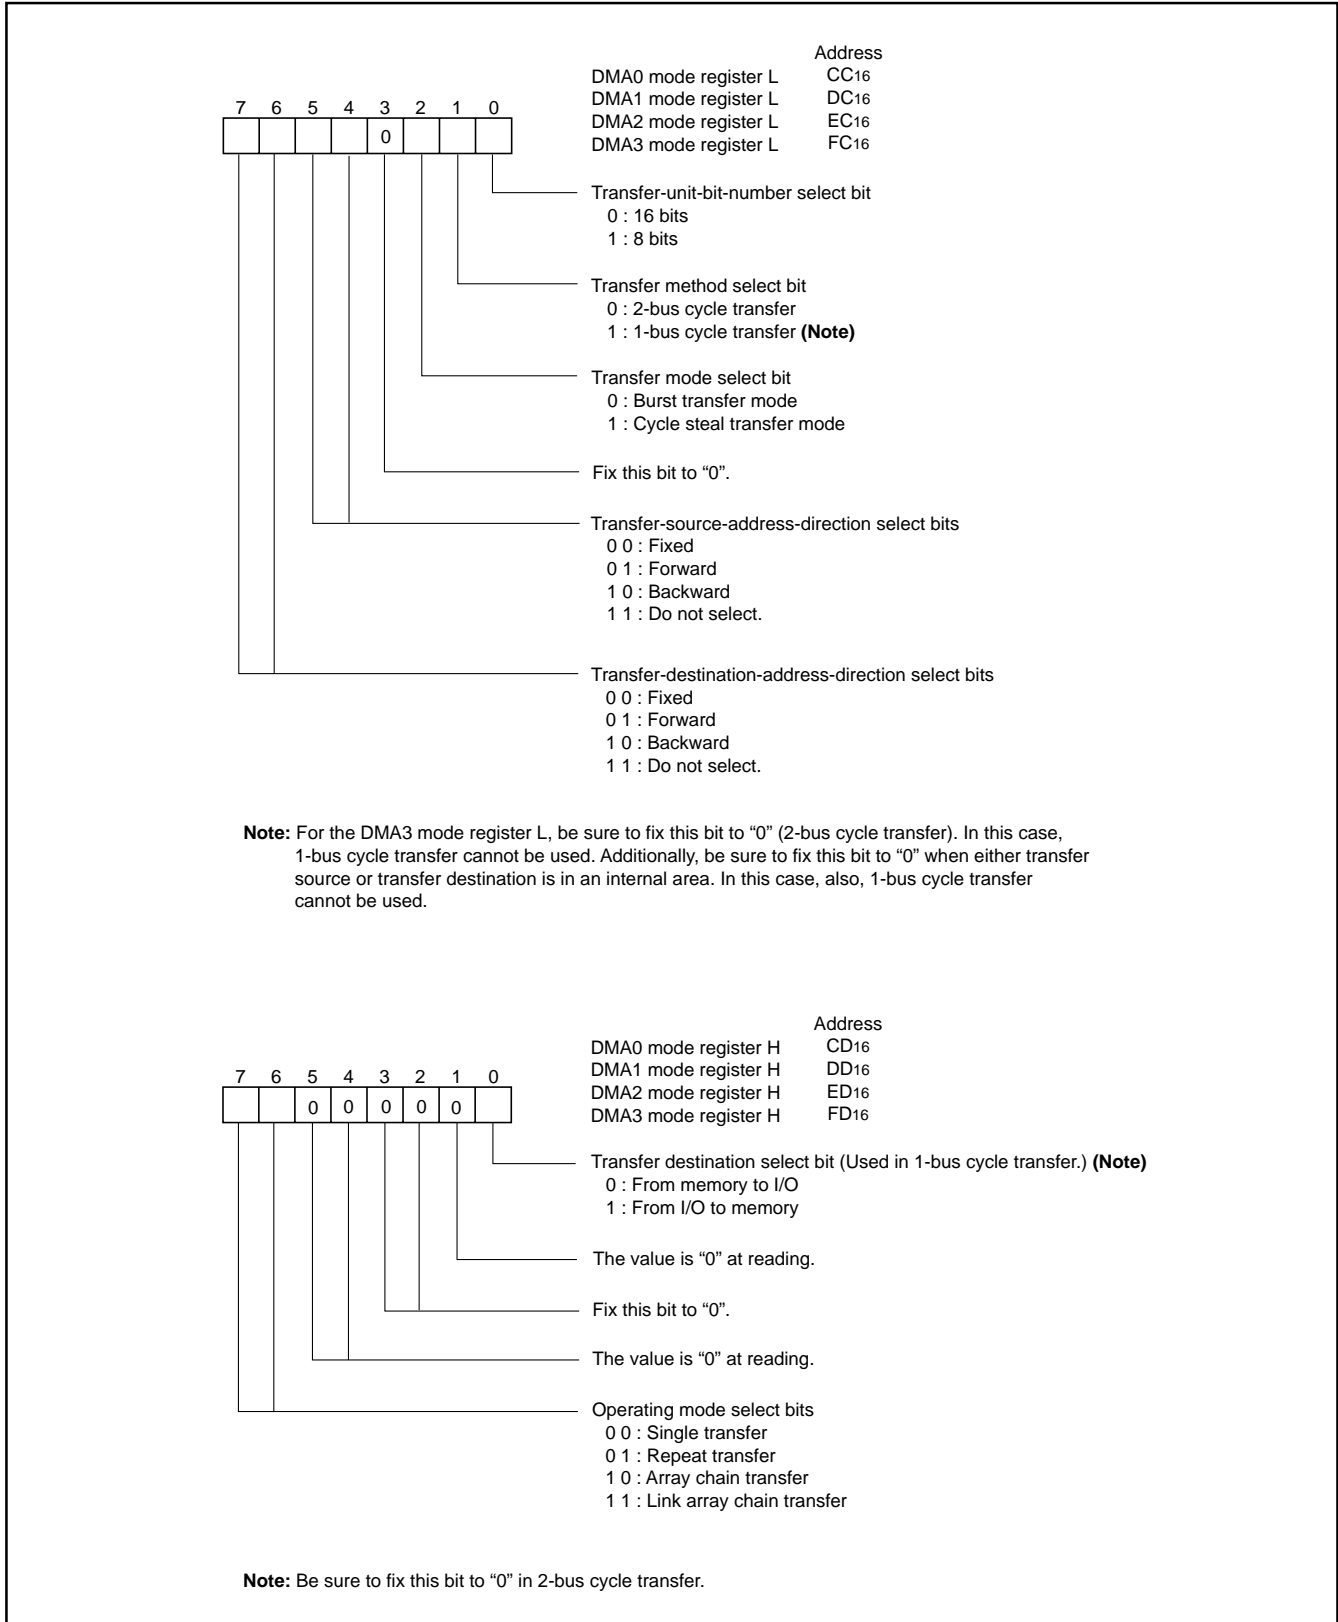 Address
DMA0 mode register L CC16
DMA1 mode register L DC16
DMA2 mode register L EC16
DMA3 mode register L FC16
7 6 5 4 3 2 1 0
0
Transfer-unit-bit-number select bit
0 : 16 bits
1 : 8 bits
Transfer method select bit
0 : 2-bus cycle transfer
1 : 1-bus cycle transfer (Note)
Transfer mode select bit
0 : Burst transfer mode
1 : Cycle steal transfer mode
Fix this bit to “0”.
Transfer-source-address-direction select bits
0 0 : Fixed
0 1 : Forward
1 0 : Backward
1 1 : Do not select.
Transfer-destination-address-direction select bits
0 0 : Fixed
0 1 : Forward
1 0 : Backward
1 1 : Do not select.
Note: For the DMA3 mode register L, be sure to fix this bit to “0” (2-bus cycle transfer). In this case,
1-bus cycle transfer cannot be used. Additionally, be sure to fix this bit to “0” when either transfer
source or transfer destination is in an internal area. In this case, also, 1-bus cycle transfer
cannot be used.
Address
DMA0 mode register H CD16
DMA1 mode register H DD16
DMA2 mode register H ED16
DMA3 mode register H FD16
7 6 5 4 3 2 1 0
0 0 0 0 0
Transfer destination select bit (Used in 1-bus cycle transfer.) (Note)
0 : From memory to I/O
1 : From I/O to memory
The value is “0” at reading.
Fix this bit to “0”.
The value is “0” at reading.
Operating mode select bits
0 0 : Single transfer
0 1 : Repeat transfer
1 0 : Array chain transfer
1 1 : Link array chain transfer
Note: Be sure to fix this bit to “0” in 2-bus cycle transfer.